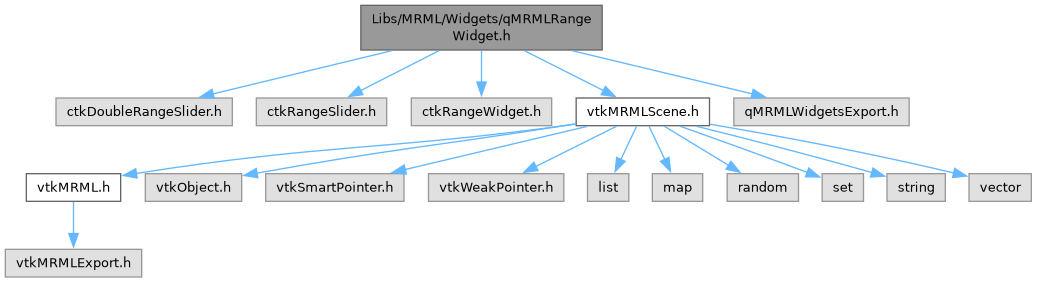 Libs/MRML/Widgets/qMRMLRange
Widget.h
ctkDoubleRangeSlider.h
ctkRangeSlider.h
ctkRangeWidget.h
vtkMRMLScene.h
qMRMLWidgetsExport.h
vtkMRML.h
vtkObject.h
vtkSmartPointer.h
vtkWeakPointer.h
list
map
random
set
string
vector
vtkMRMLExport.h